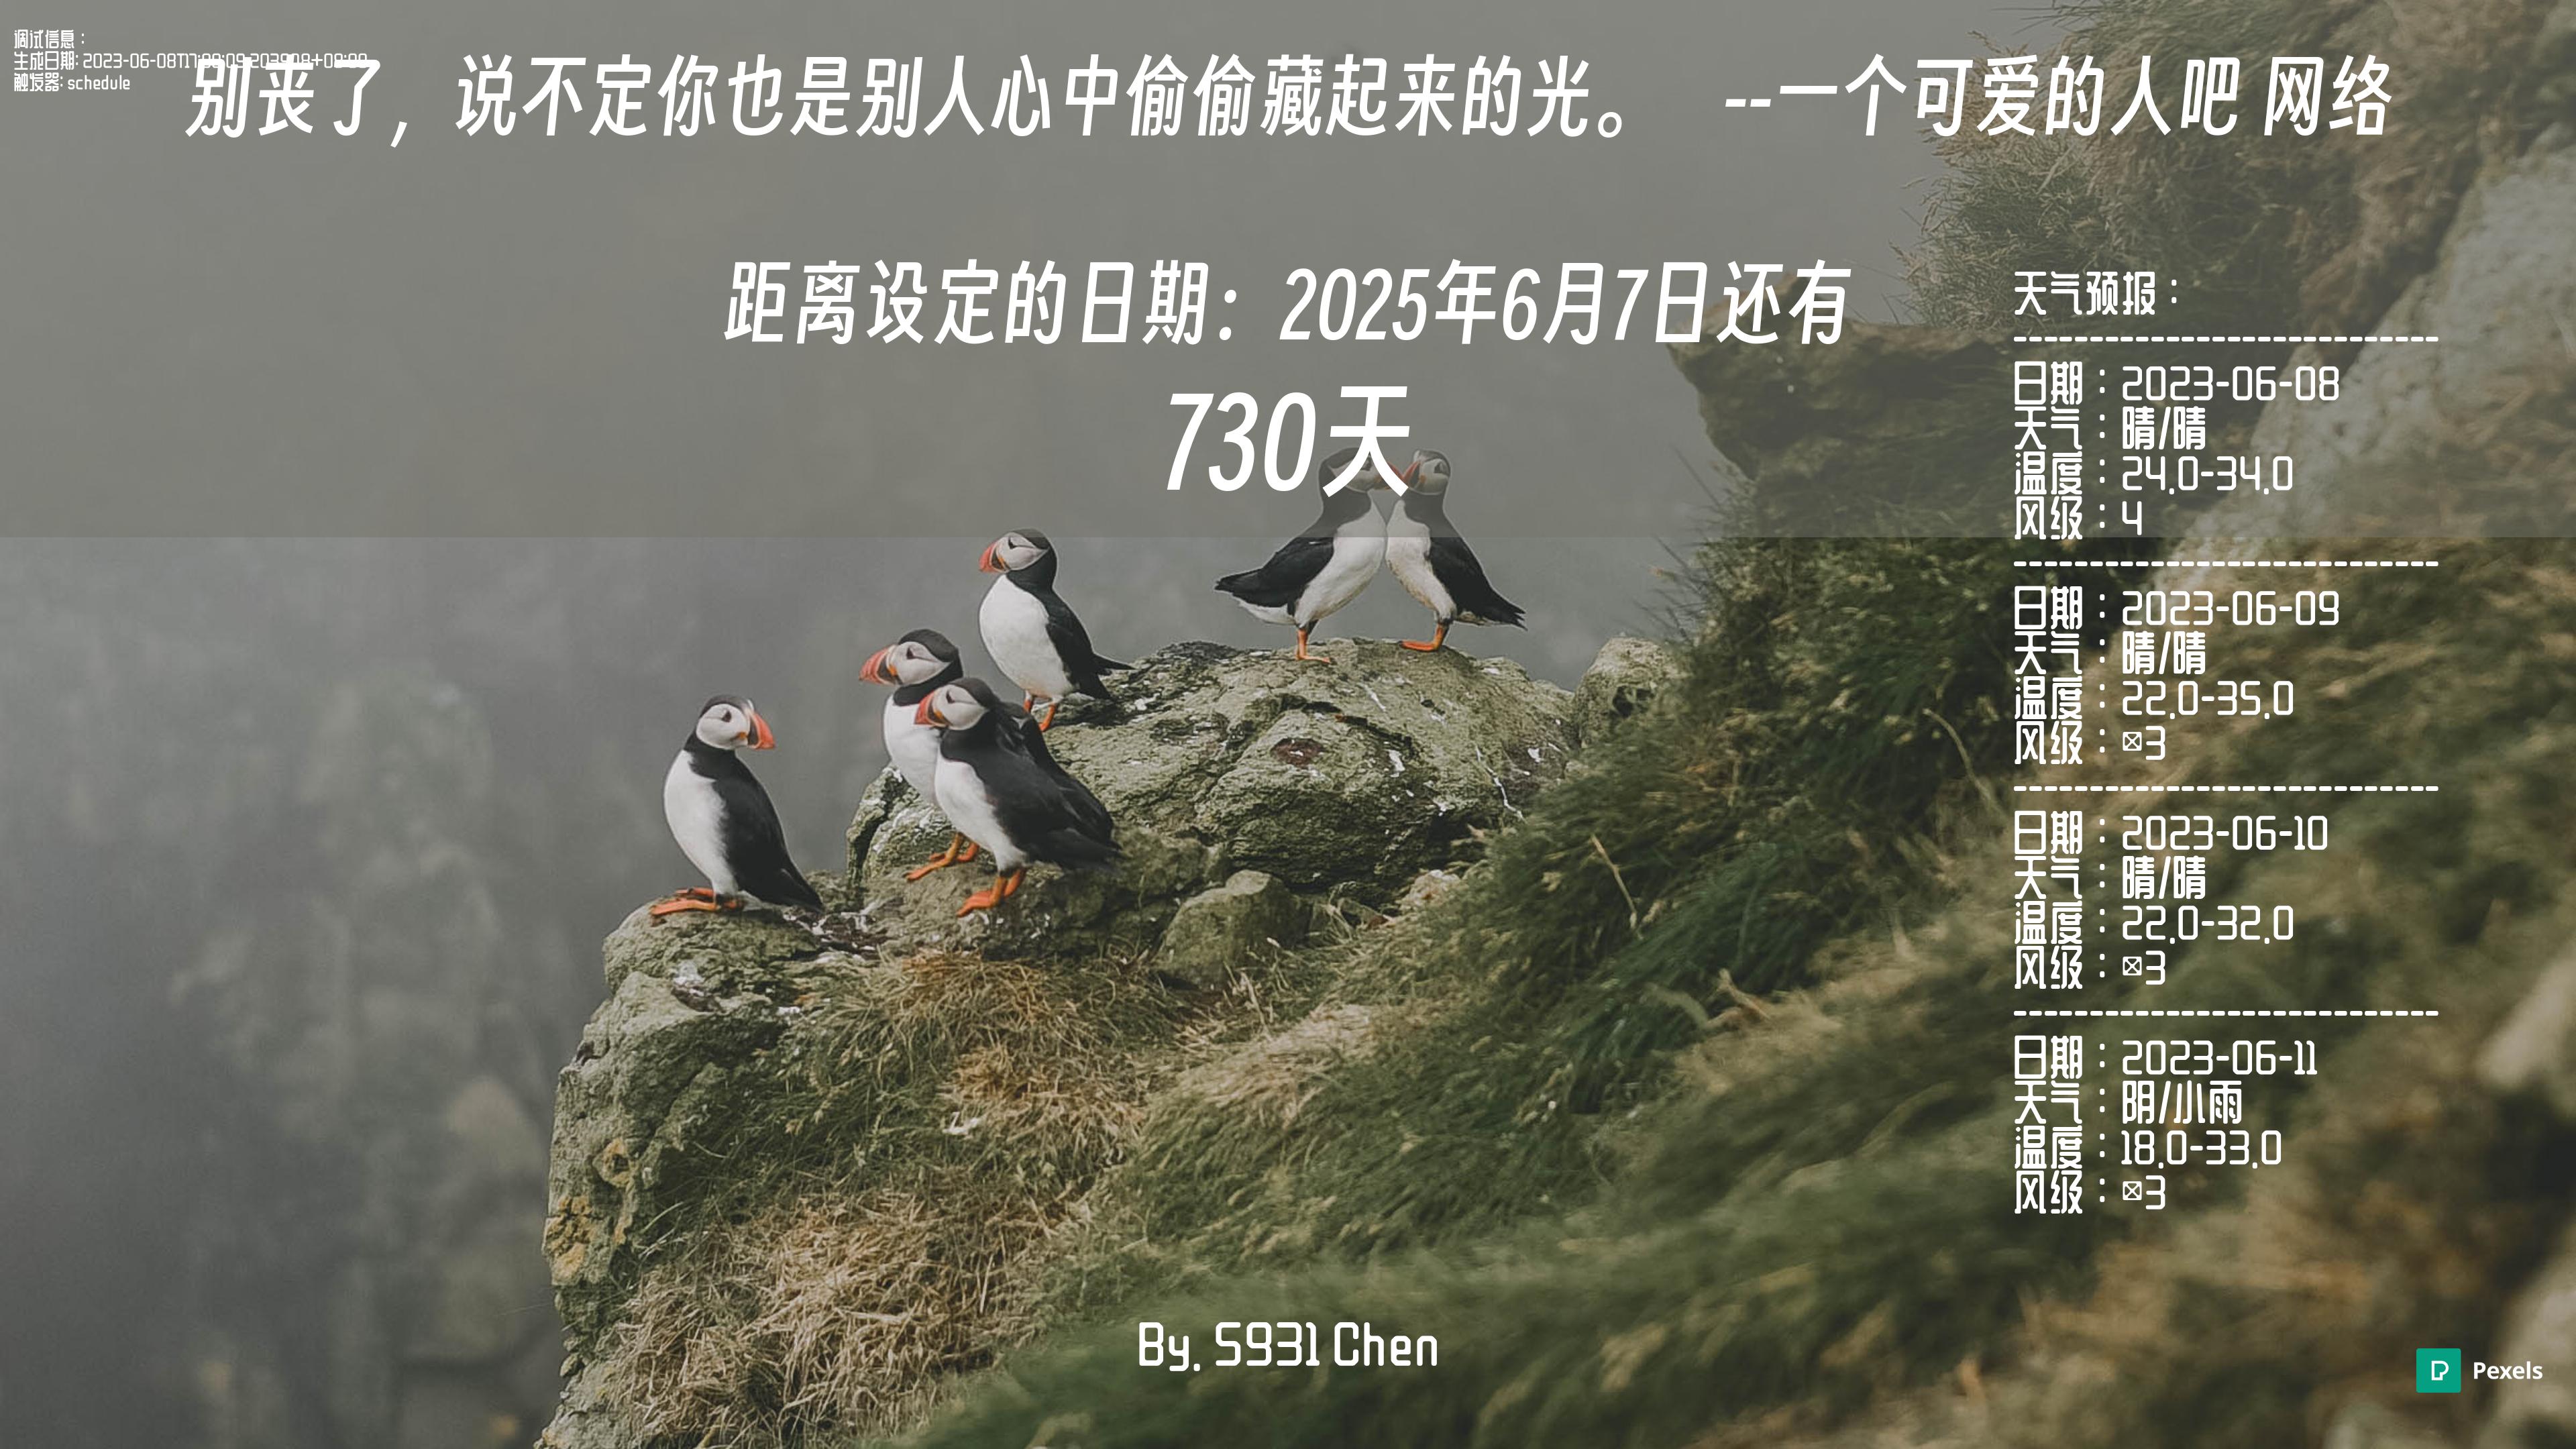 调试信息：
生成日期: 2023-06-08T17:
触发器: schedule
别丧了，说不定你也是别人心中偷偷藏起来的光。 --一个可爱的人吧 网络
距离设定的日期：2025年6月7日还有
730天
天气预报：
----------------------------
日期：2023-06-08
天气：晴/晴
温度：24.0-34.0
风级：4
----------------------------
日期：2023-06-09
天气：晴/晴
温度：22.0-35.0
风级：3
----------------------------
日期：2023-06-10
天气：晴/晴
温度：22.0-32.0
风级：3
----------------------------
日期：2023-06-11
天气：阴/小雨
温度：18.0-33.0
风级：3
By. S931 Chen
Pexels